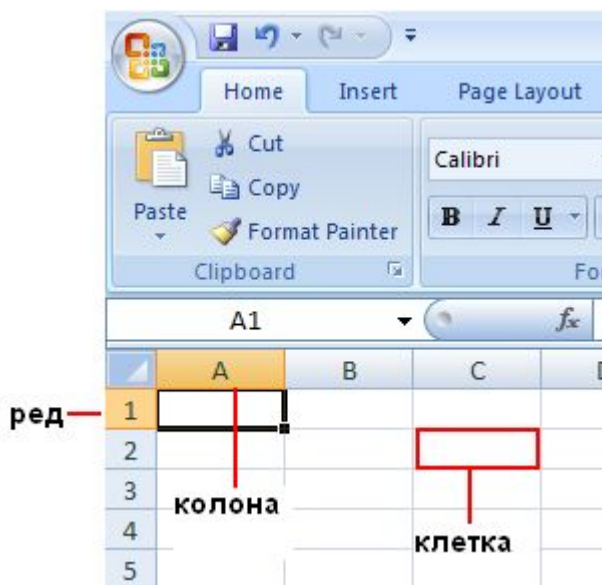 Home Insert Page Layout
Cut
Copy
Paste
Format Painter
Clipboard
Calibri
B I U
Fo
A1 fx
A B C
ред 1
2
3
колона
4
клетка
5